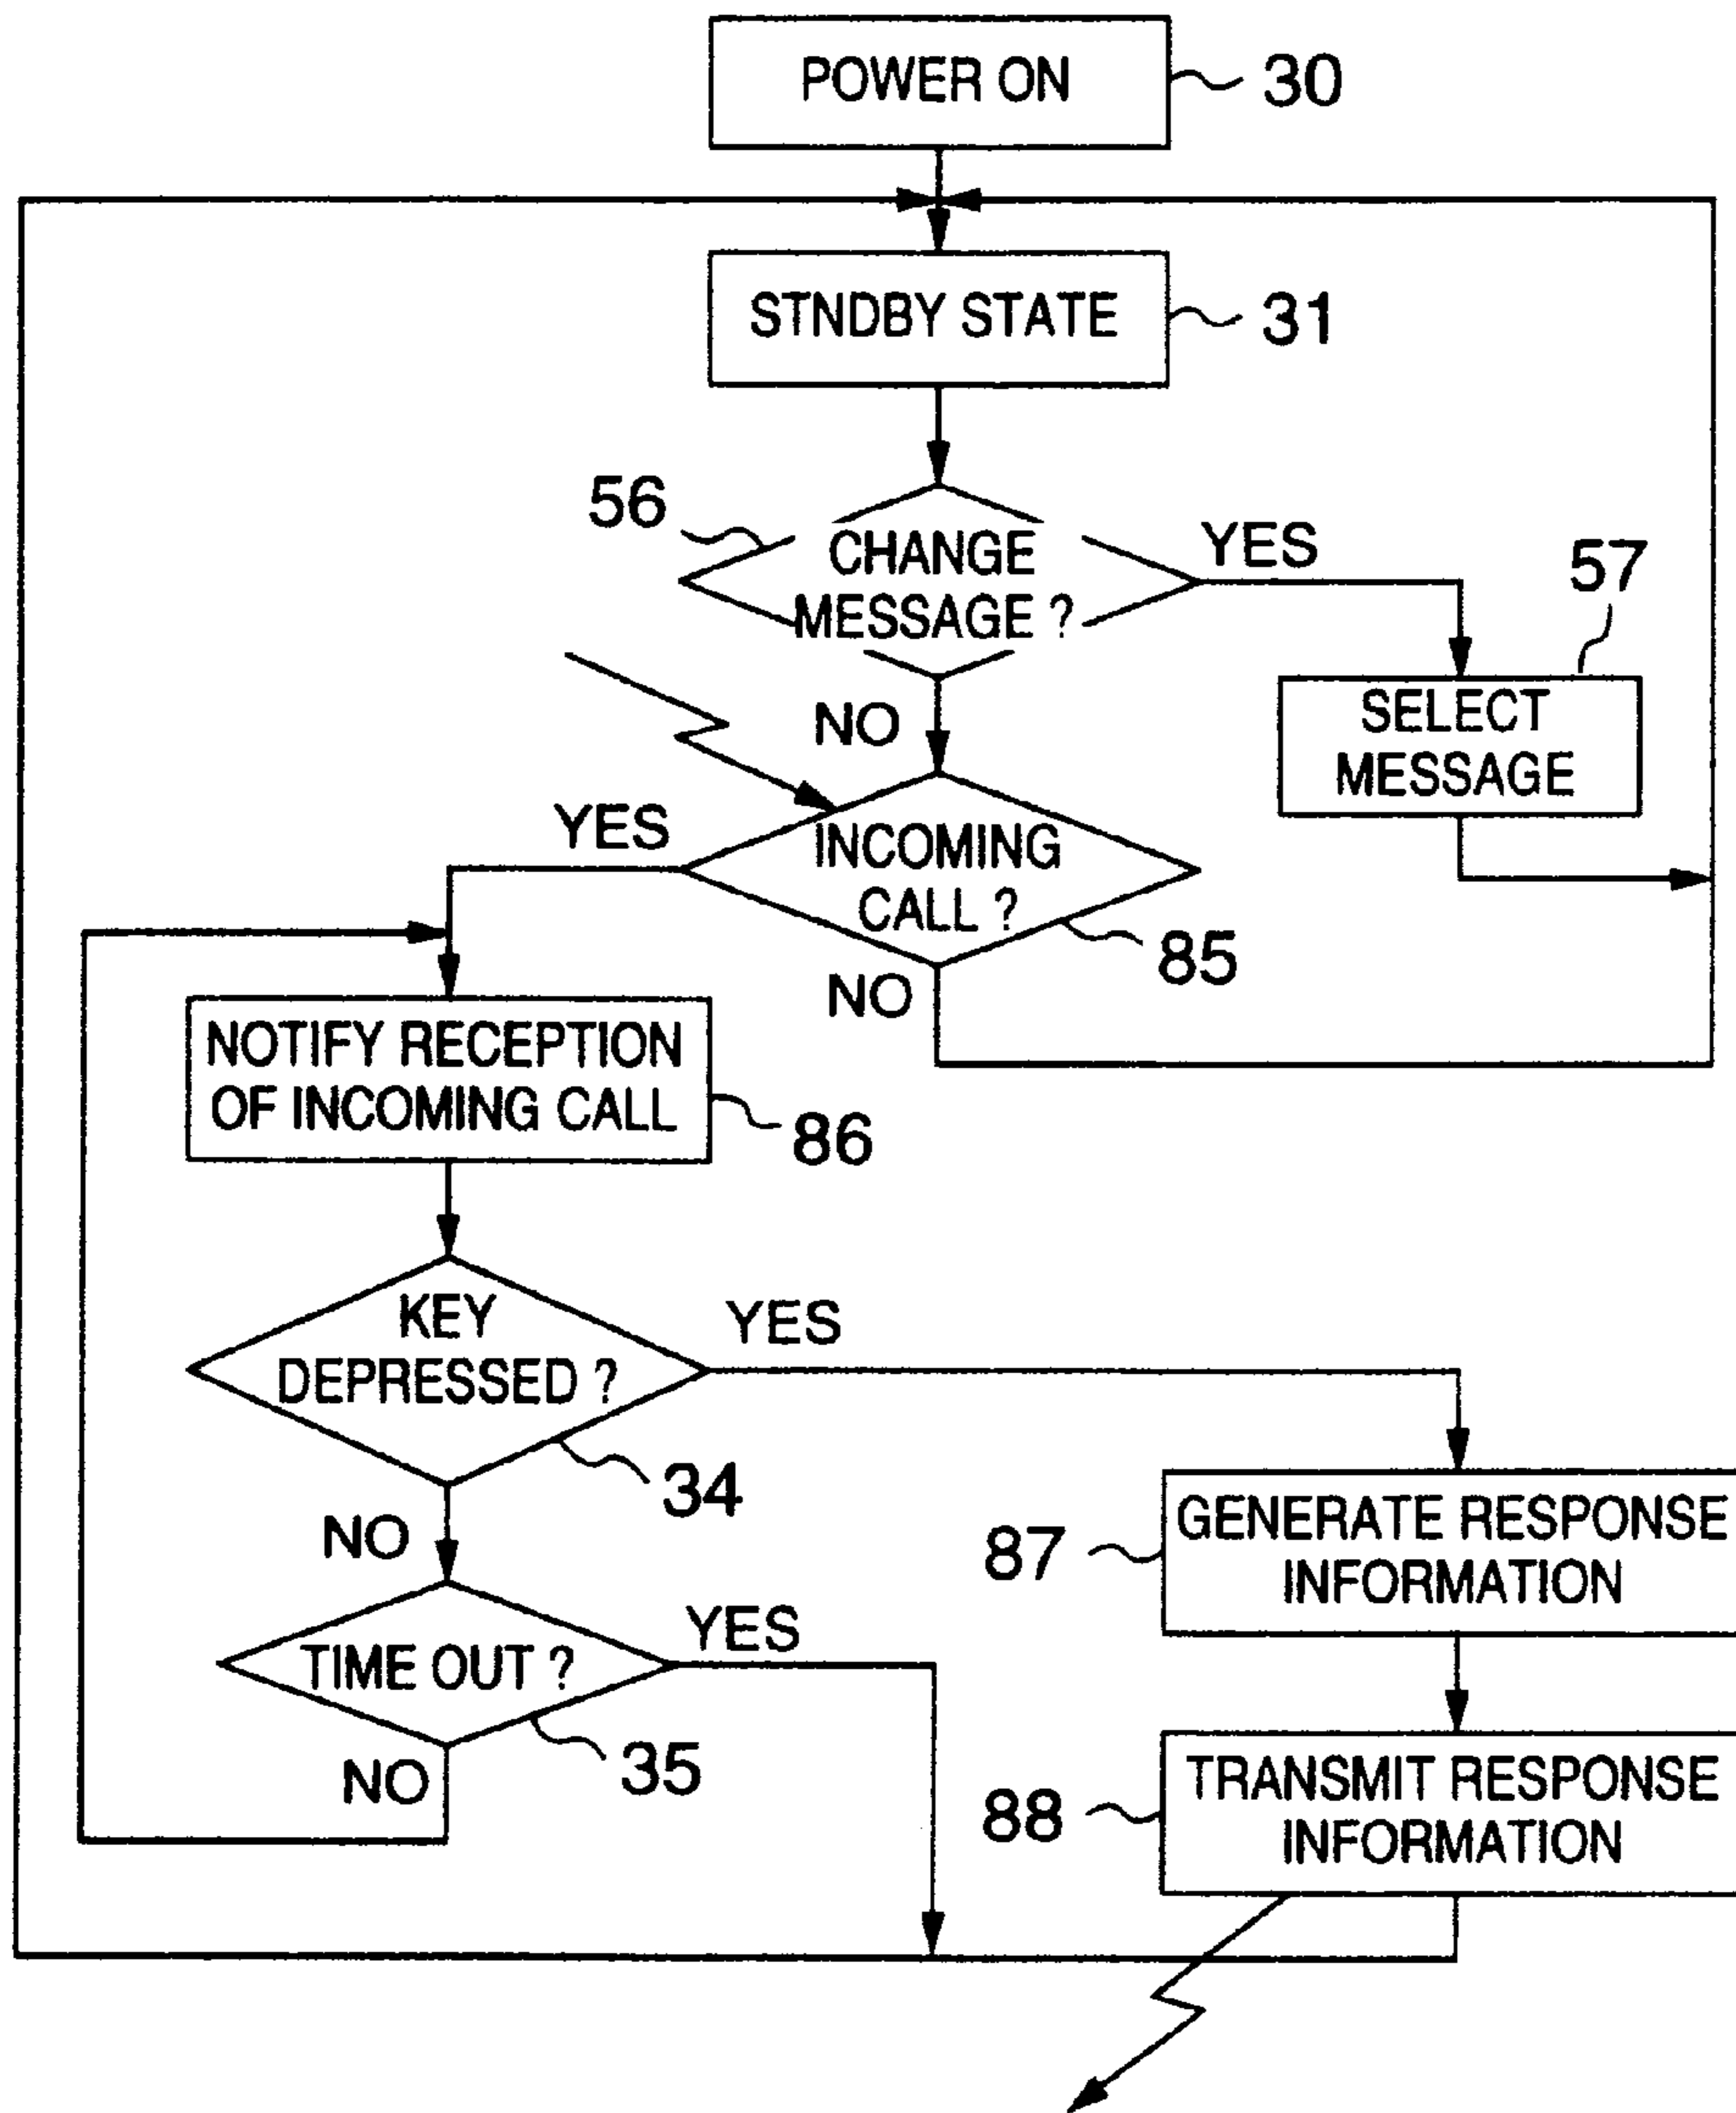 POWER ON
30
STNDBY STATE
31
56
CHANGE
MESSAGE ?
YES
57
SELECT
MESSAGE
NO
YES
INCOMING
CALL ?
85
NO
NOTIFY RECEPTION
OF INCOMING CALL
86
KEY
DEPRESSED ?
YES
34
NO
87
GENERATE RESPONSE
INFORMATION
TIME OUT ?
YES
35
NO
88
TRANSMIT RESPONSE
INFORMATION